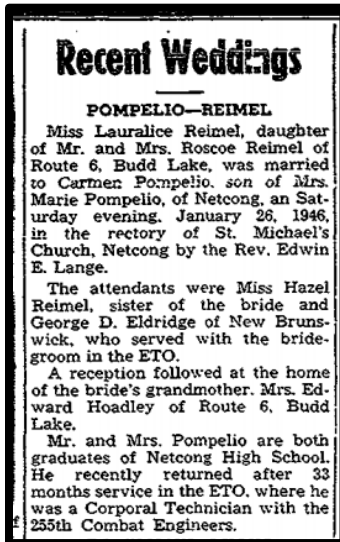 Recent Weddings
POMPELIO—REIMEL
Miss Lauralice Reimel, daughter
of Mr. and Mrs. Roscoe Reimel of
Route 6, Budd Lake, was married
to Carmen Pompelio, son of Mrs.
Marie Pompelio, of Netcong, an Sat-
urday evening, January 26, 1946,
in the rectory of St. Michael's
Church, Netcong by the Rev. Edwin
E. Lange.
The attendants were Miss Hazel
Reimel, sister of the bride and
George D. Eldridge of New Bruns-
wick, who served with the bride-
groom in the ETO.
A reception followed at the home
of the bride's grandmother, Mrs. Ed-
ward Hoadley of Route 6, Budd
Lake.
Mr. and Mrs. Pompelio are both
graduates of Netcong High School.
He recently returned after 33
months service in the ETO, where he
was a Corporal Technician with the
255th Combat Engineers.